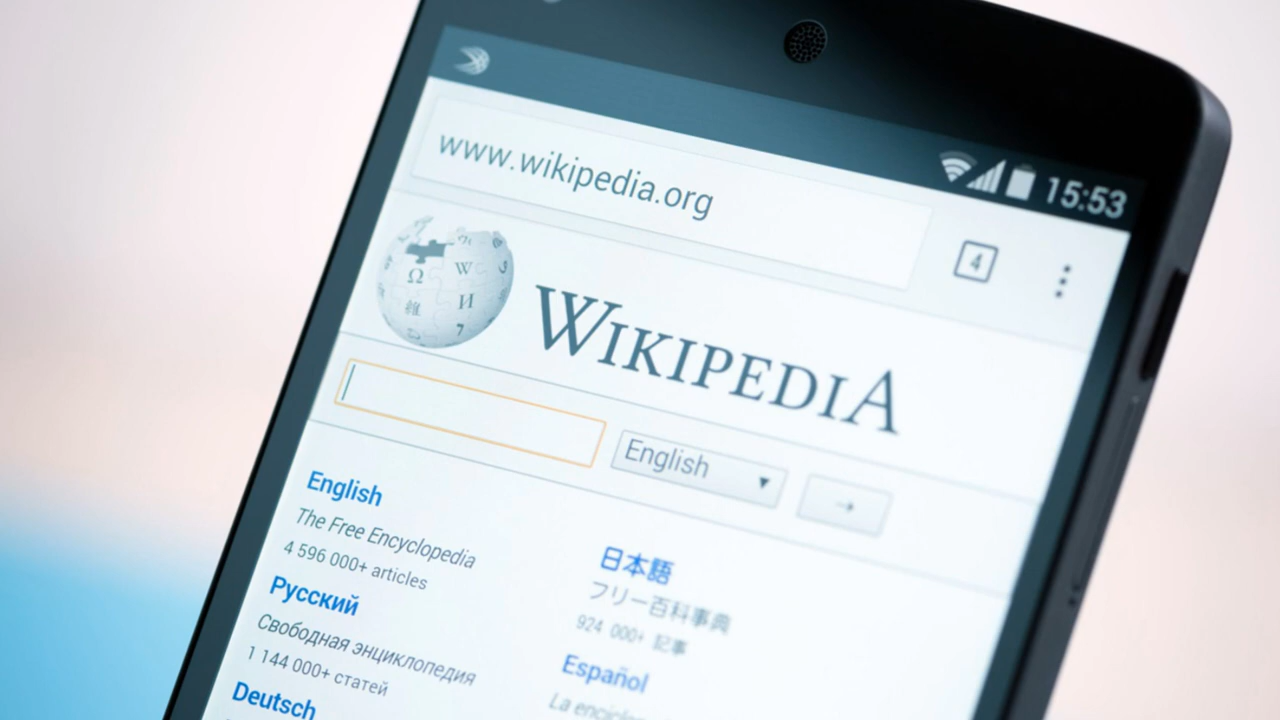 15:53
www.wikipedia.org
4
WIKIPEDIA
English
English
The Free Encyclopedia
4 596 000+ articles
日本語
フリー百科事典
924 000+ 記事
Русский
Свободная энциклопедия
1 144 000+ статей
Español
Deutsch